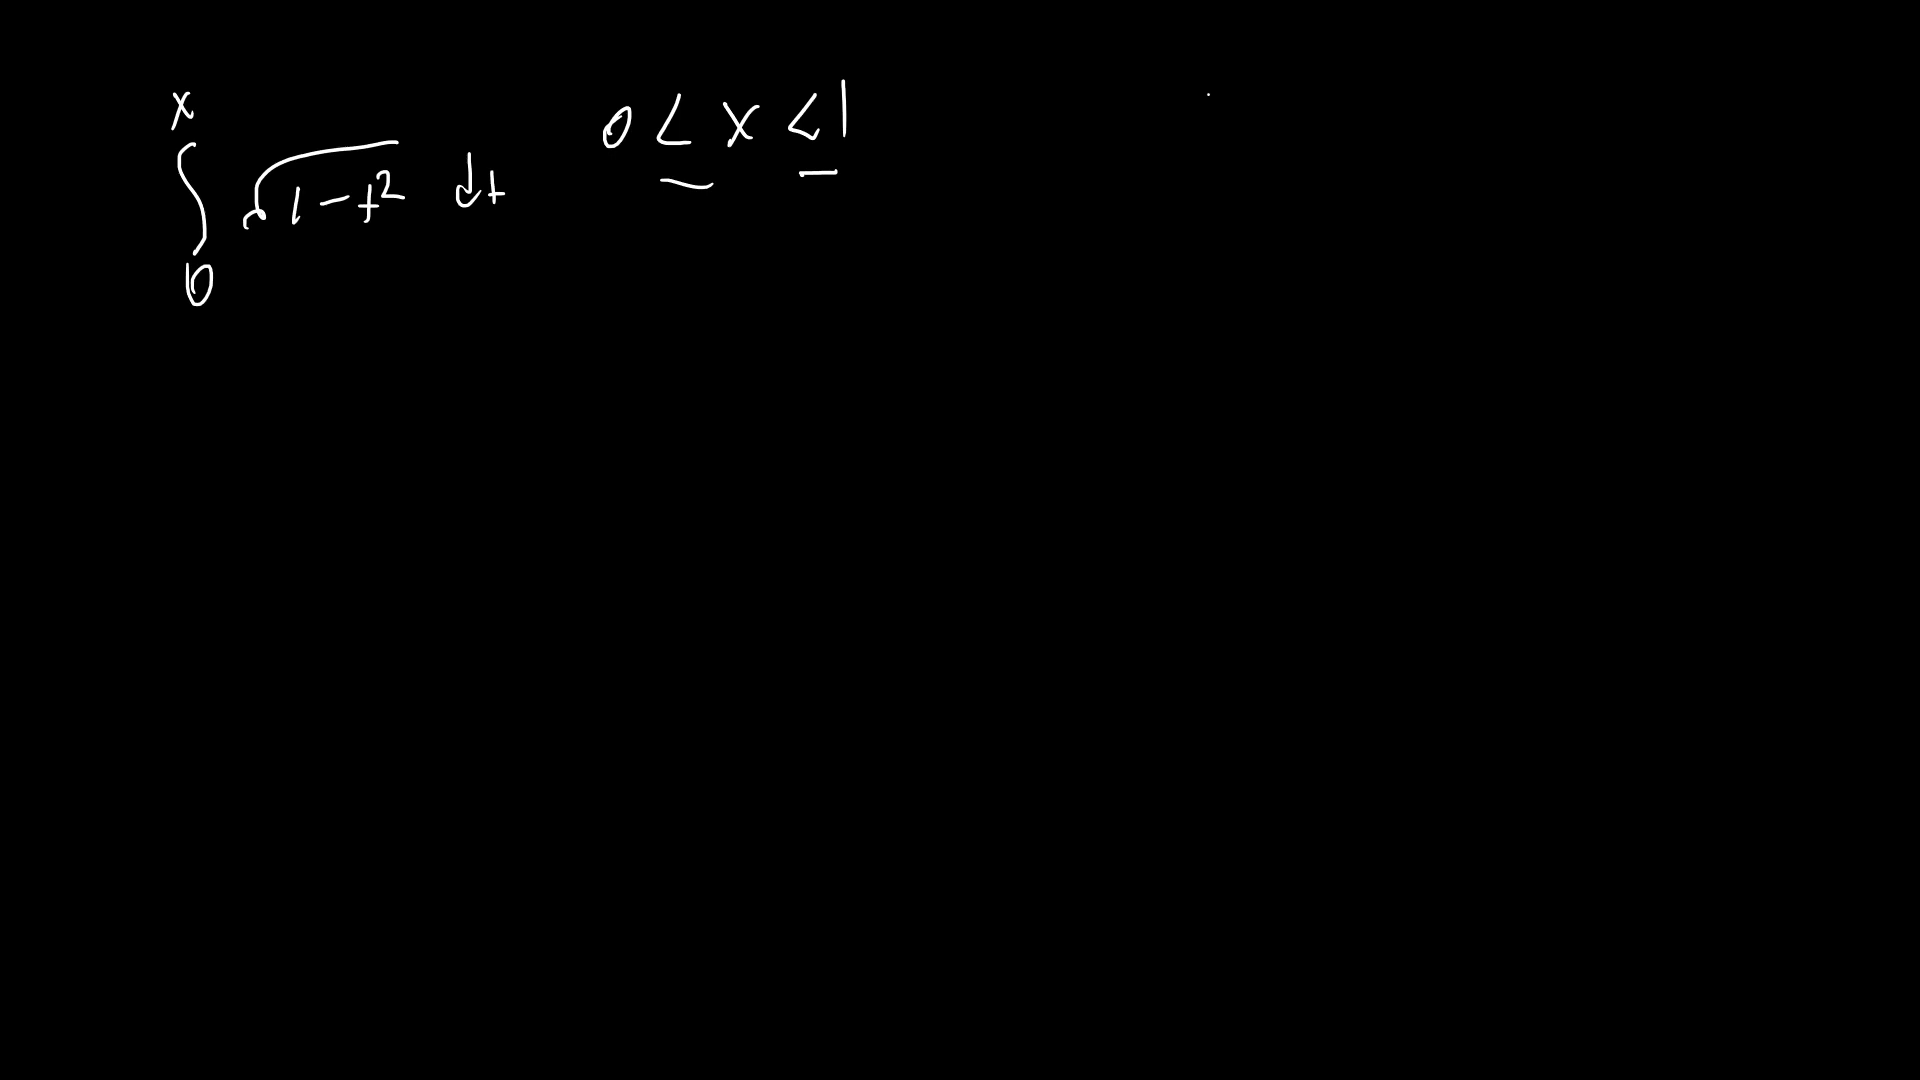 ∫₀ˣ √(1-t²) dt 0 ≤ x ≤ 1